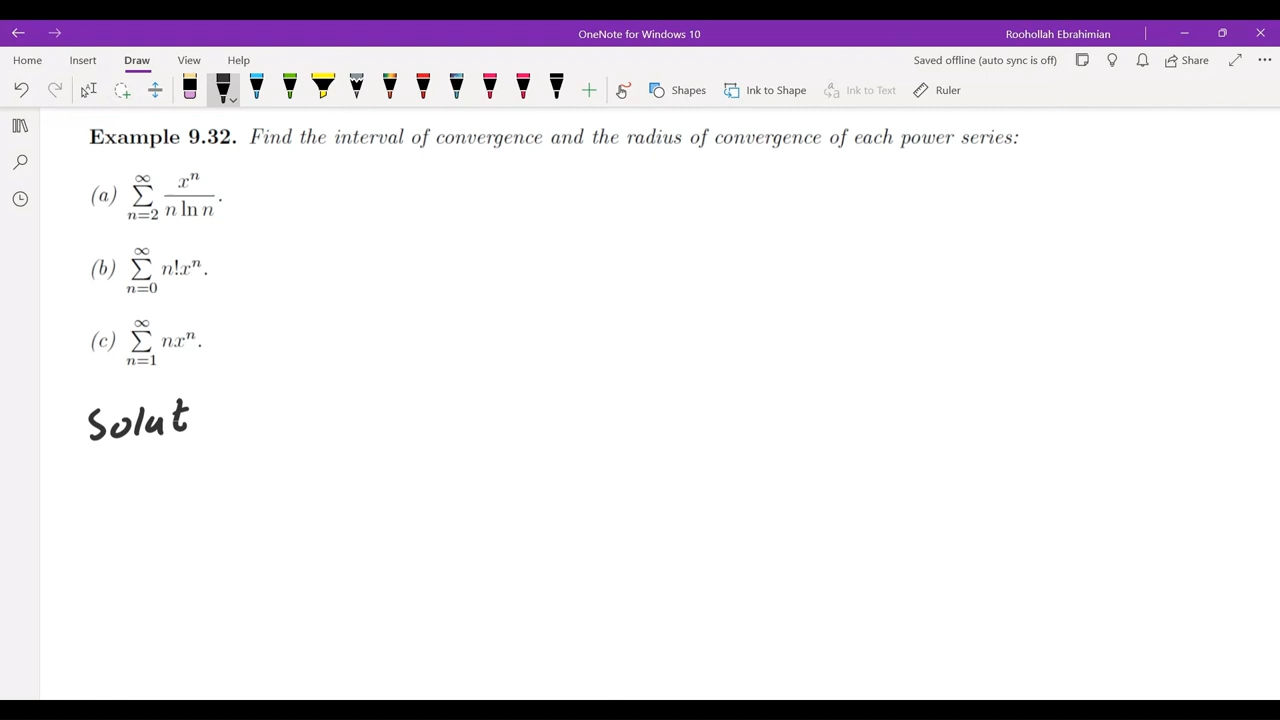 OneNote for Windows 10
Roohollah Ebrahimian
Home Insert Draw View Help
Saved offline (auto sync is off)
Share
Shapes
Ink to Shape
Ink to Text
Ruler
Example 9.32. Find the interval of convergence and the radius of convergence of each power series:
(a) ∑_{n=2}^{∞} x^n / (n ln n).
(b) ∑_{n=0}^{∞} n!x^n.
(c) ∑_{n=1}^{∞} nx^n.
Solut